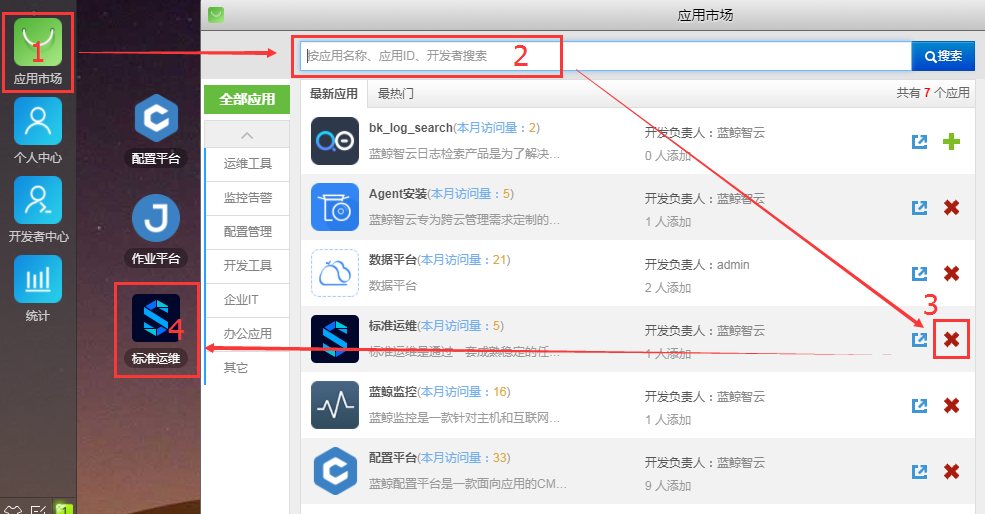 应用市场
1
应用市场
个人中心
开发者中心
统计
1
配置平台
作业平台
4
标准运维
按应用名称、应用ID、开发者搜索
2
搜索
全部应用
运维工具
监控告警
配置管理
开发工具
企业IT
办公应用
其它
最新应用 最热门 共有 7 个应用
bk_log_search(本月访问量：2) 开发负责人：蓝鲸智云
蓝鲸智云日志检索产品是为了解决… 0 人添加
Agent安装(本月访问量：5) 开发负责人：蓝鲸智云
蓝鲸智云专为跨云管理需求定制的… 1 人添加
数据平台(本月访问量：21) 开发负责人：admin
数据平台 2 人添加
3
标准运维(本月访问量：5) 开发负责人：蓝鲸智云
标准运维是通过一套成熟稳定的任… 1 人添加
蓝鲸监控(本月访问量：16) 开发负责人：蓝鲸智云
蓝鲸监控是一款针对主机和互联网… 1 人添加
配置平台(本月访问量：33) 开发负责人：蓝鲸智云
蓝鲸配置平台是一款面向应用的CM… 9 人添加